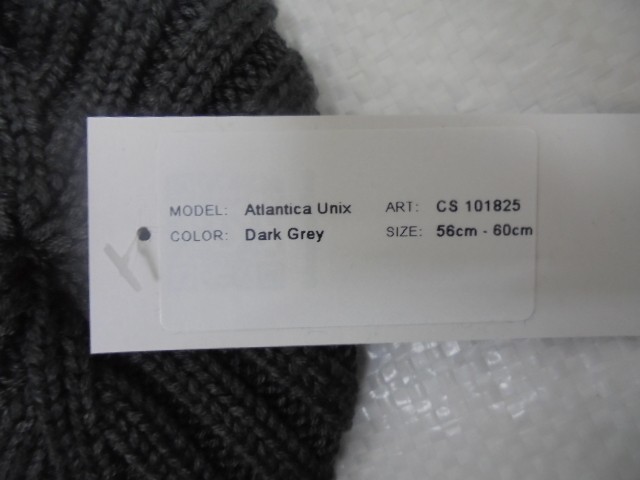 MODEL: Atlantica Unix ART: CS 101825
COLOR: Dark Grey SIZE: 56cm - 60cm